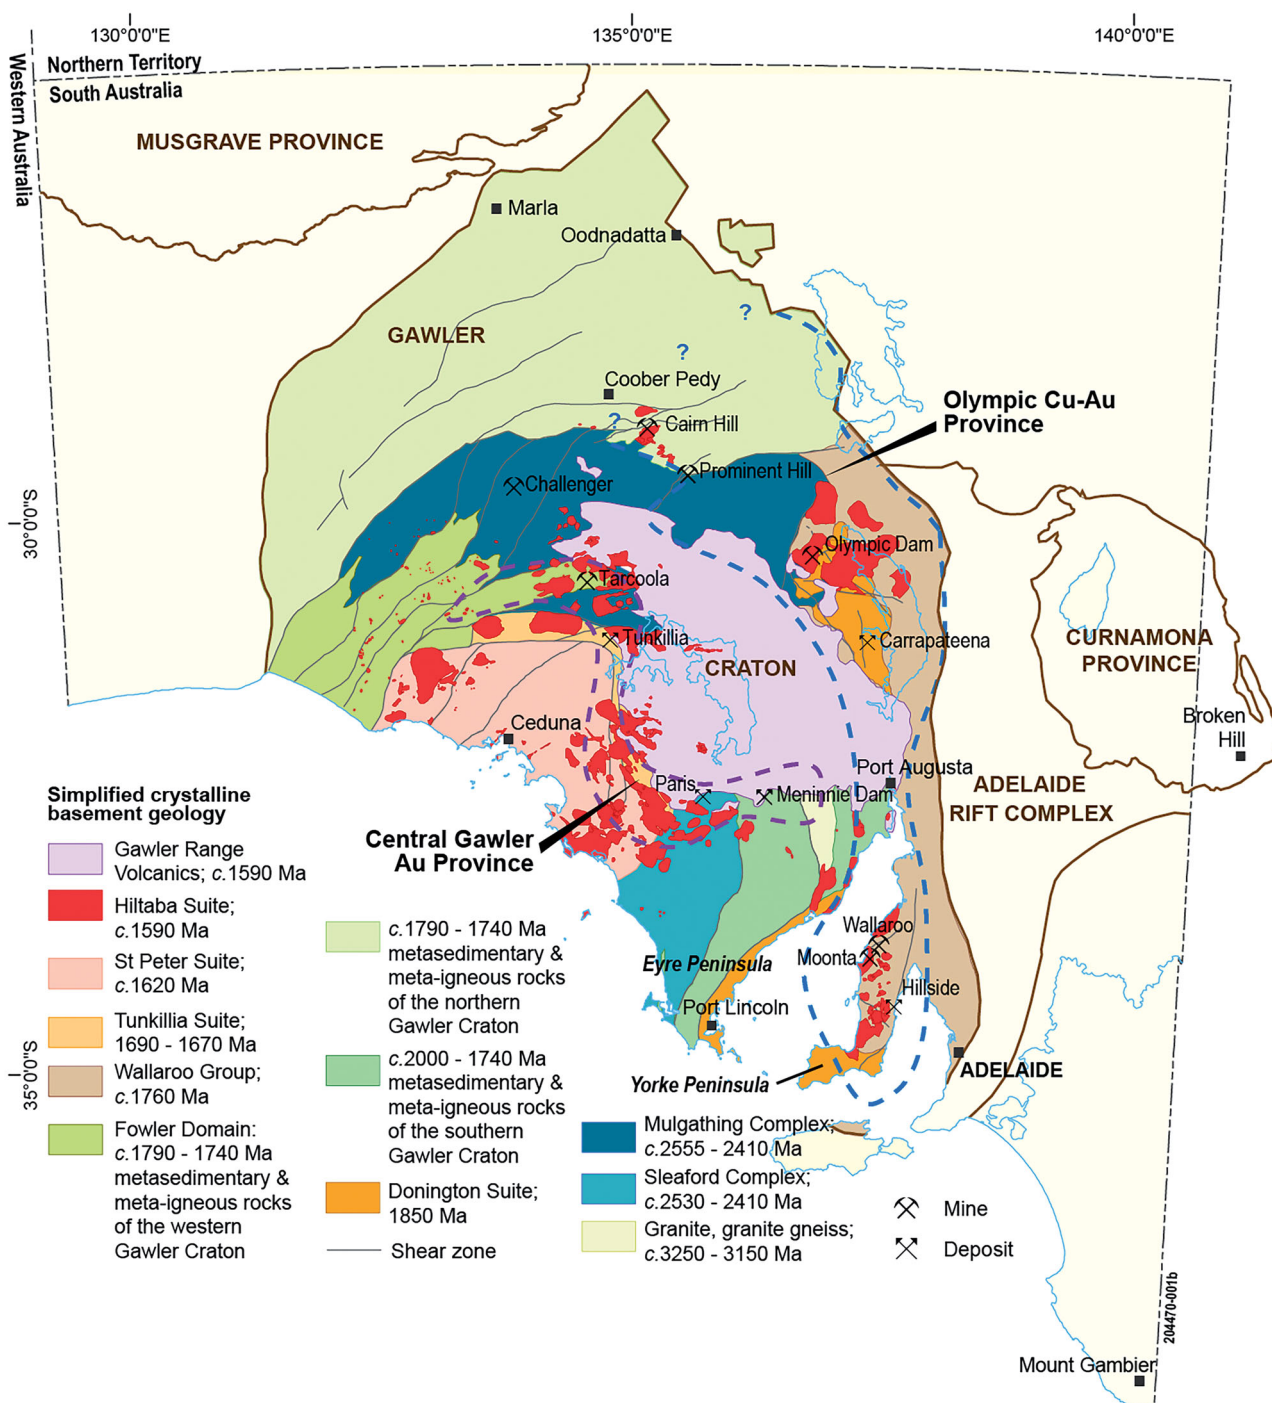 130°0'0"E
135°0'0"E
140°0'0"E
Northern Territory
South Australia
Western Australia
MUSGRAVE PROVINCE
Marla
Oodnadatta
?
GAWLER
?
Coober Pedy
?
Cairn Hill
Olympic Cu-Au
Province
Prominent Hill
Challenger
30°0'0"S
Olympic Dam
Tarcoola
Tunkillia
Carrapateena
CRATON
CURNAMONA
PROVINCE
Ceduna
Broken
Hill
Port Augusta
Paris
Meninnie Dam
ADELAIDE
RIFT COMPLEX
Central Gawler
Au Province
Wallaroo
Moonta
Eyre Peninsula
Hillside
Port Lincoln
Yorke Peninsula
ADELAIDE
35°0'0"S
Simplified crystalline
basement geology
Gawler Range
Volcanics; c.1590 Ma
Hiltaba Suite;
c.1590 Ma
St Peter Suite;
c.1620 Ma
Tunkillia Suite;
1690 - 1670 Ma
Wallaroo Group;
c.1760 Ma
Fowler Domain:
c.1790 - 1740 Ma
metasedimentary &
meta-igneous rocks
of the western
Gawler Craton
c.1790 - 1740 Ma
metasedimentary &
meta-igneous rocks
of the northern
Gawler Craton
c.2000 - 1740 Ma
metasedimentary &
meta-igneous rocks
of the southern
Gawler Craton
Donington Suite;
1850 Ma
Shear zone
Mulgathing Complex;
c.2555 - 2410 Ma
Sleaford Complex;
c.2530 - 2410 Ma
Granite, granite gneiss;
c.3250 - 3150 Ma
Mine
Deposit
204470-001b
Mount Gambier